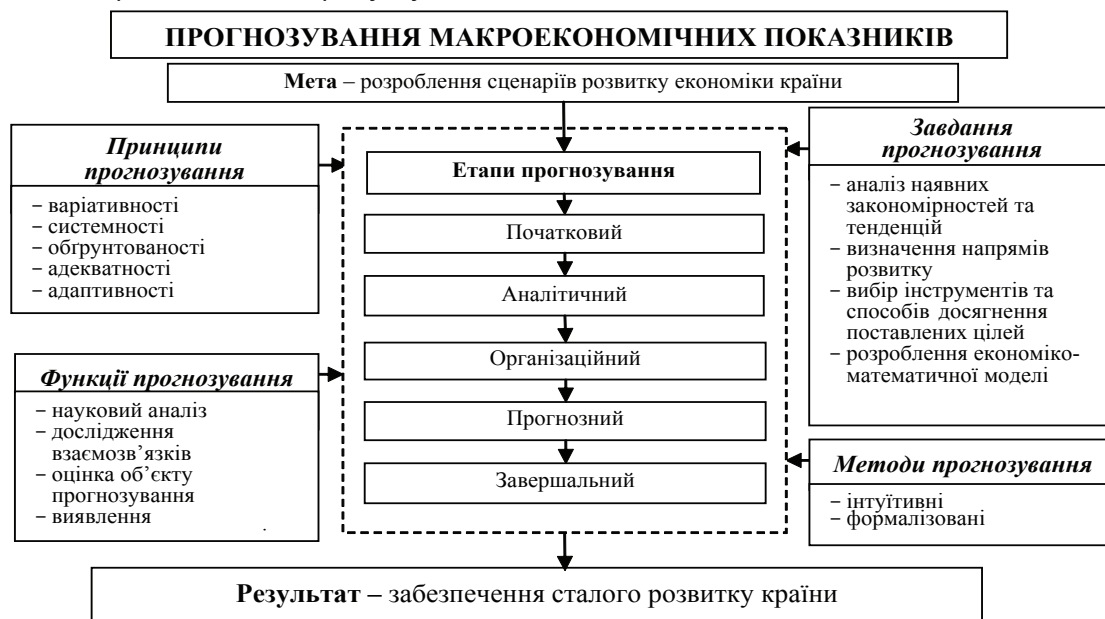 ПРОГНОЗУВАННЯ МАКРОЕКОНОМІЧНИХ ПОКАЗНИКІВ
Мета – розроблення сценаріїв розвитку економіки країни
Принципи
прогнозування
– варіативності
– системності
– обґрунтованості
– адекватності
– адаптивності
Функції прогнозування
– науковий аналіз
– дослідження
взаємозв’язків
– оцінка об’єкту
прогнозування
– виявлення
Етапи прогнозування
Початковий
Аналітичний
Організаційний
Прогнозний
Завершальний
Завдання
прогнозування
– аналіз наявних
закономірностей та
тенденцій
– визначення напрямів
розвитку
– вибір інструментів та
способів досягнення
поставлених цілей
– розроблення економіко-
математичної моделі
Методи прогнозування
– інтуїтивні
– формалізовані
Результат – забезпечення сталого розвитку країни